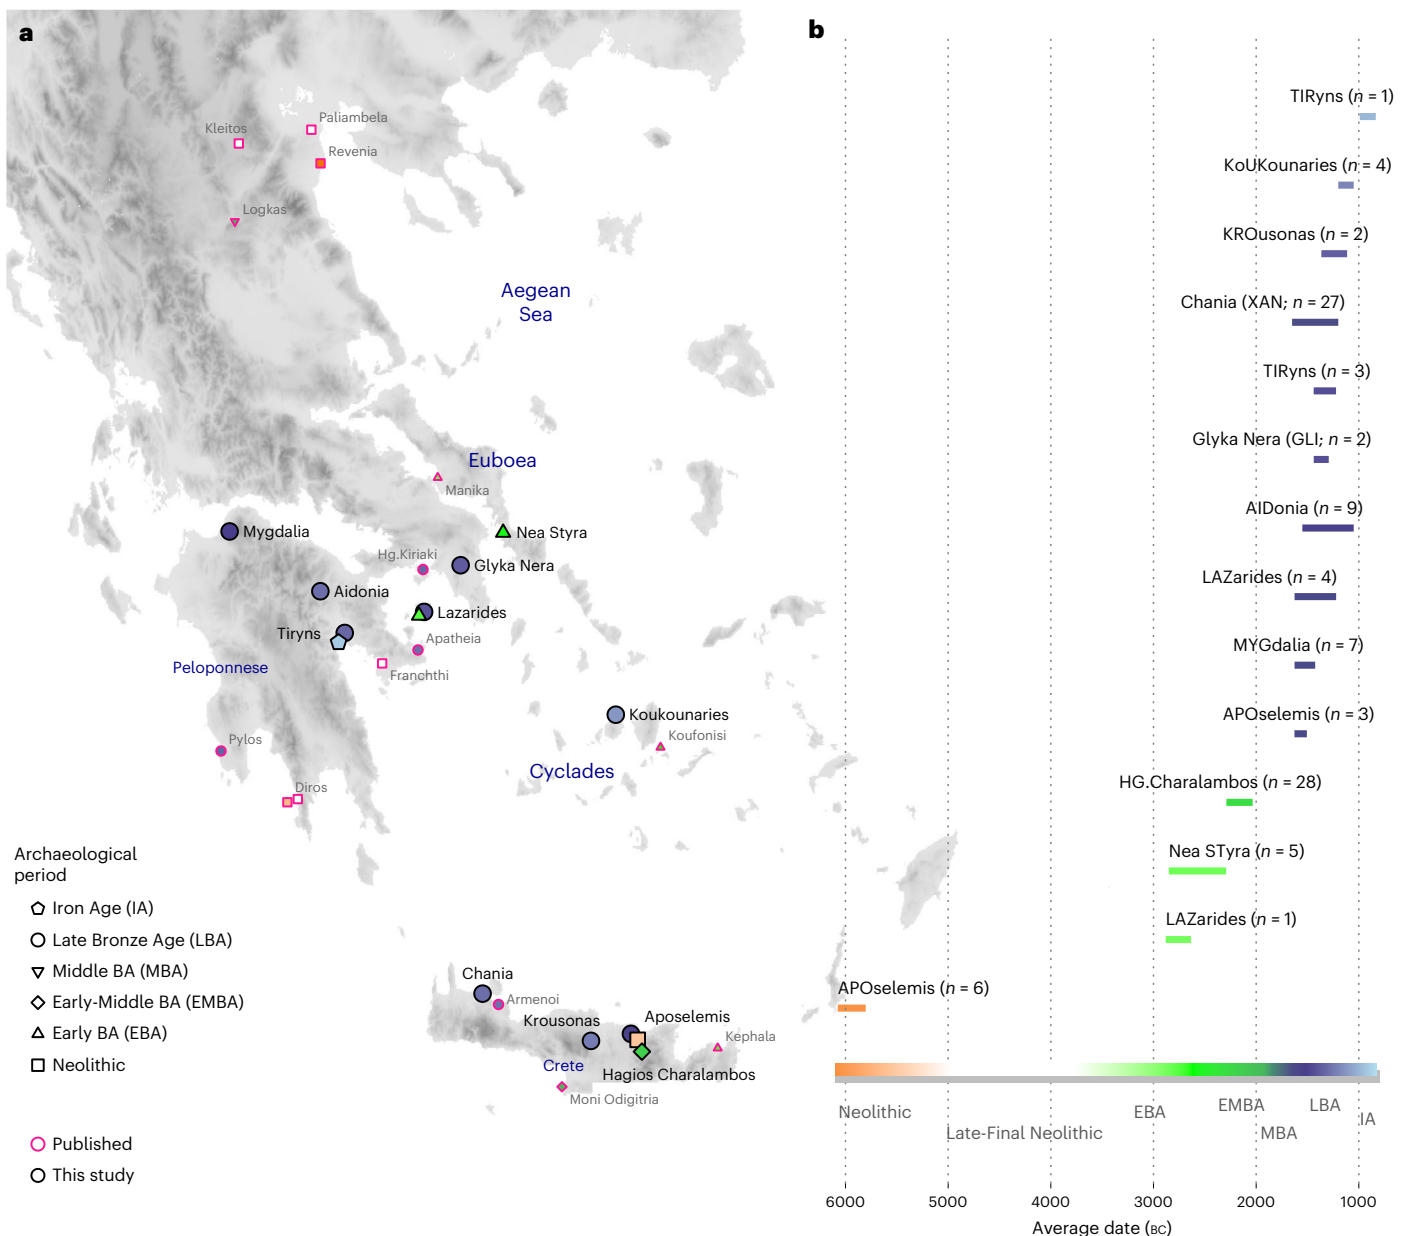 a
Kleitos
Paliambela
Revenia
Logkas
Aegean
Sea
Euboea
Manika
Mygdalia
Nea Styra
Hg.Kiriaki
Glyka Nera
Aidonia
Lazarides
Tiryns
Apatheia
Peloponnese
Franchthi
Koukounaries
Pylos
Koufonisi
Cyclades
Diros
Archaeological
period
Iron Age (IA)
Late Bronze Age (LBA)
Middle BA (MBA)
Early-Middle BA (EMBA)
Early BA (EBA)
Neolithic
Published
This study
Chania
Armenoi
Krousonas
Aposelemis
Kephala
Crete
Hagios Charalambos
Moni Odigitria
b
TIRyns (n = 1)
KoUKounaries (n = 4)
KROusonas (n = 2)
Chania (XAN; n = 27)
TIRyns (n = 3)
Glyka Nera (GLI; n = 2)
AIDonia (n = 9)
LAZarides (n = 4)
MYGdalia (n = 7)
APOselemis (n = 3)
HG.Charalambos (n = 28)
Nea STyra (n = 5)
LAZarides (n = 1)
APOselemis (n = 6)
Neolithic
Late-Final Neolithic
EBA
EMBA
MBA
LBA
IA
6000 5000 4000 3000 2000 1000
Average date (BC)